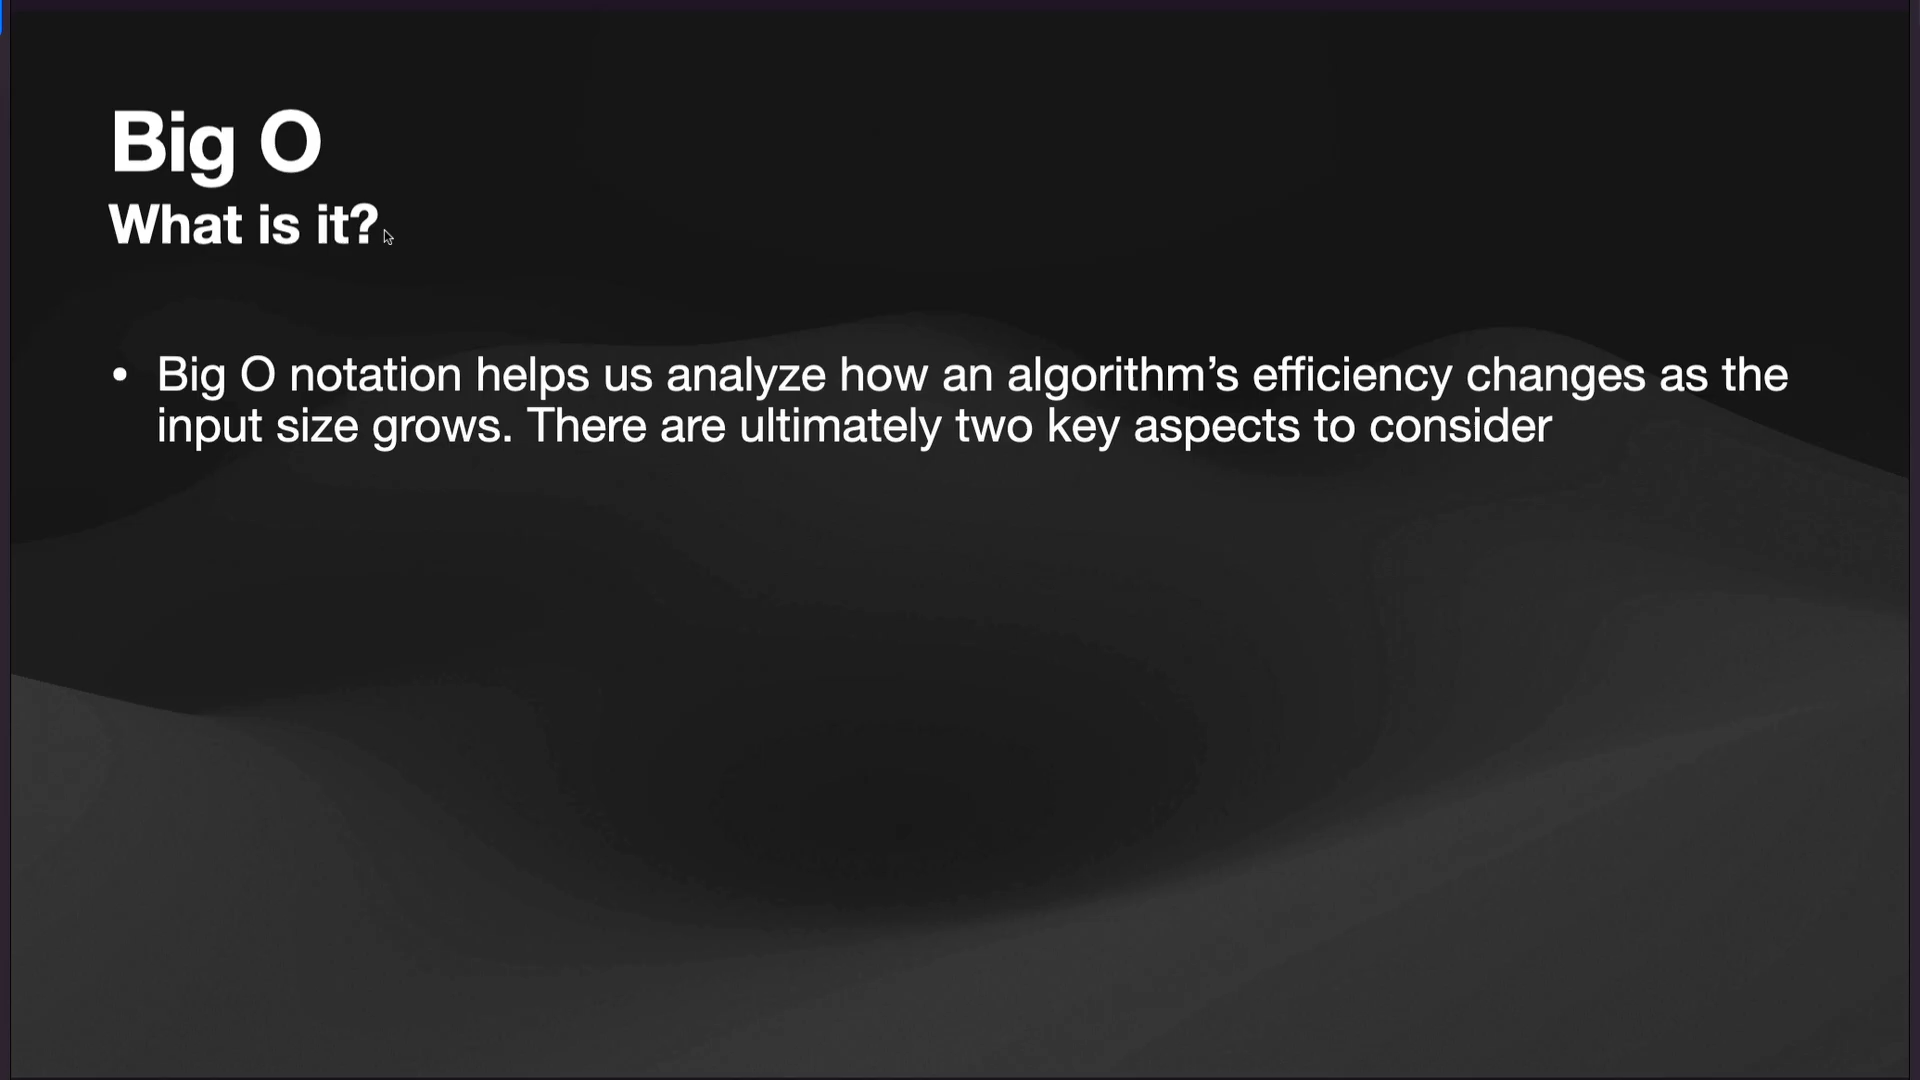 Big O
What is it?
• Big O notation helps us analyze how an algorithm’s efficiency changes as the
input size grows. There are ultimately two key aspects to consider